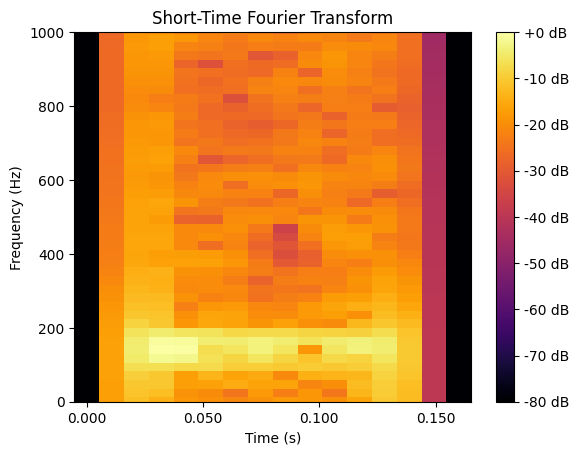 Short-Time Fourier Transform
1000
800
600
400
200
0
Frequency (Hz)
0.000
0.050
0.100
0.150
Time (s)
+0 dB
-10 dB
-20 dB
-30 dB
-40 dB
-50 dB
-60 dB
-70 dB
-80 dB